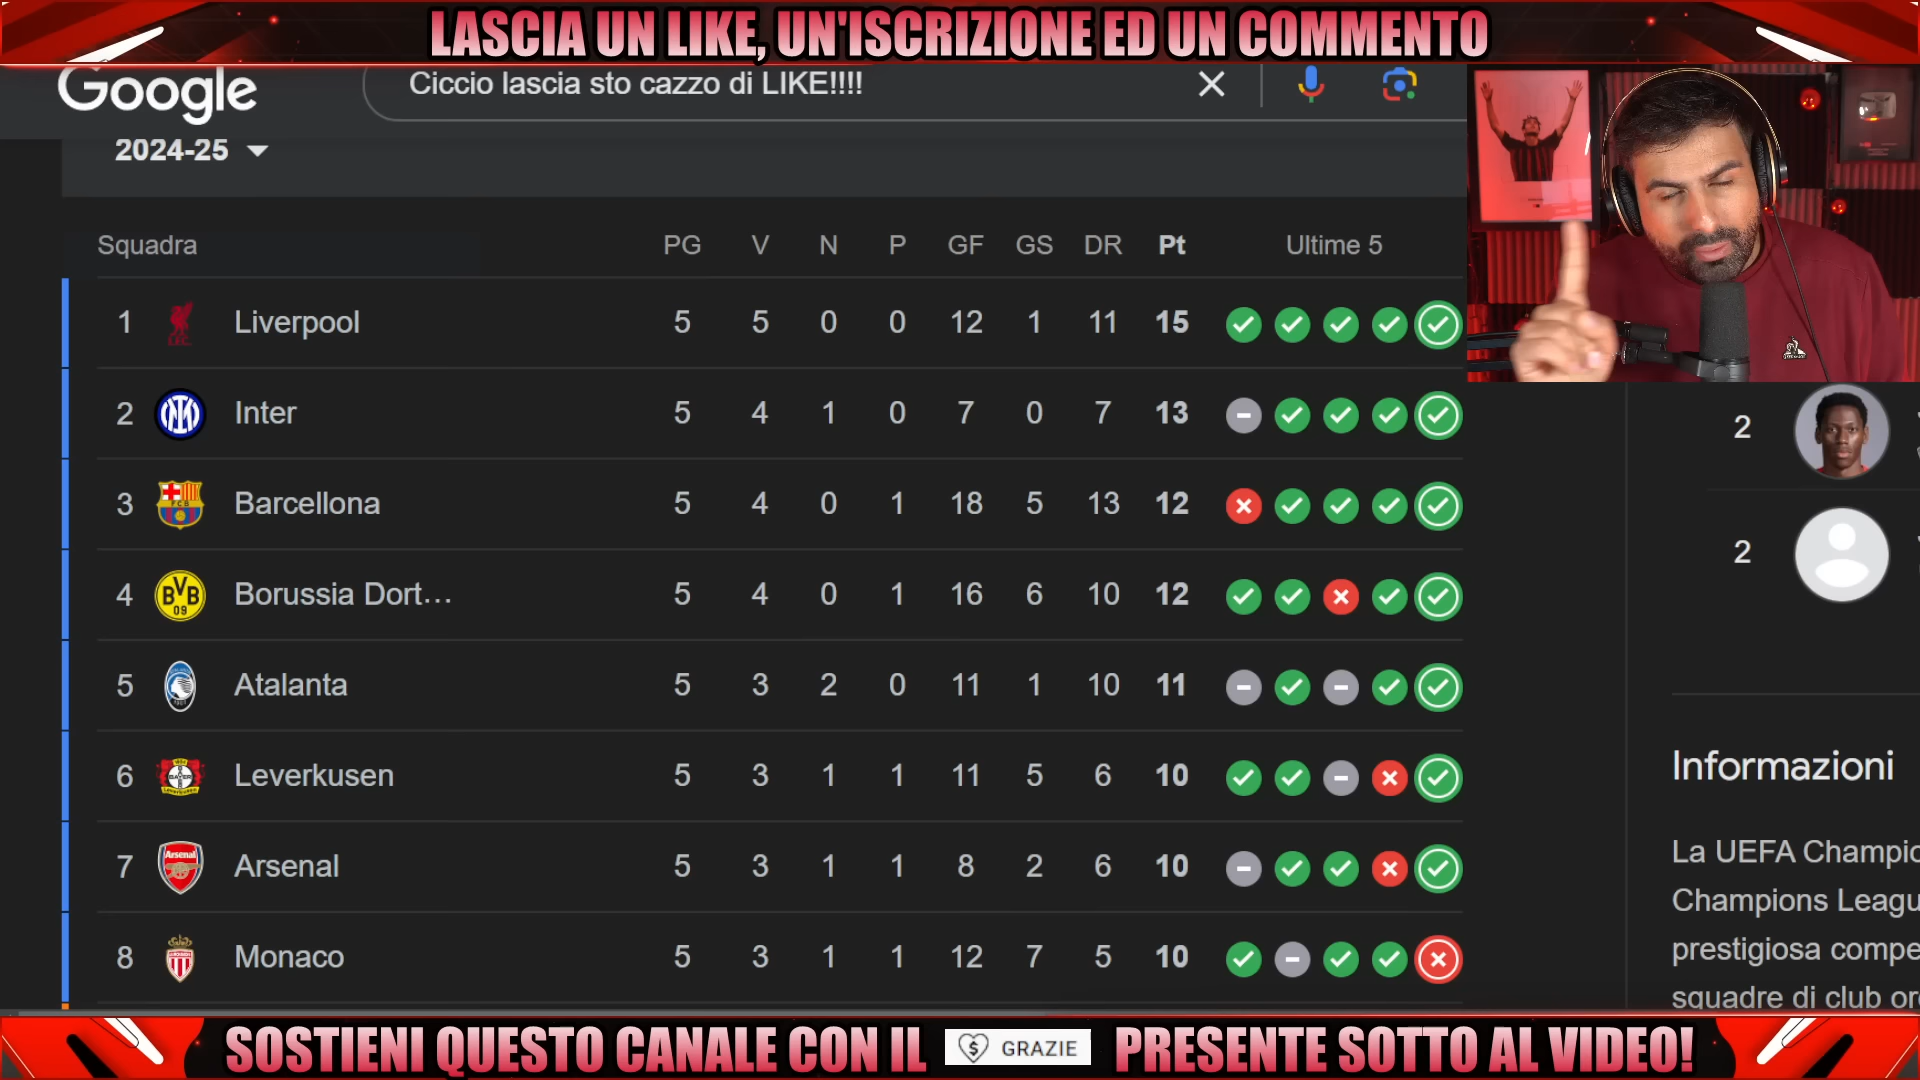 LASCIA UN LIKE, UN'ISCRIZIONE ED UN COMMENTO
Google
Ciccio lascia sto cazzo di LIKE!!!!
2024-25
Squadra PG V N P GF GS DR Pt Ultime 5
1 Liverpool 5 5 0 0 12 1 11 15
2 Inter 5 4 1 0 7 0 7 13
3 Barcellona 5 4 0 1 18 5 13 12
4 BVB 09 Borussia Dort... 5 4 0 1 16 6 10 12
5 Atalanta 5 3 2 0 11 1 10 11
6 Leverkusen 5 3 1 1 11 5 6 10
7 Arsenal Arsenal 5 3 1 1 8 2 6 10
8 Monaco 5 3 1 1 12 7 5 10
2
2
Informazioni
La UEFA Champio
Champions Leagu
prestigiosa compe
squadre di club or
SOSTIENI QUESTO CANALE CON IL GRAZIE PRESENTE SOTTO AL VIDEO!